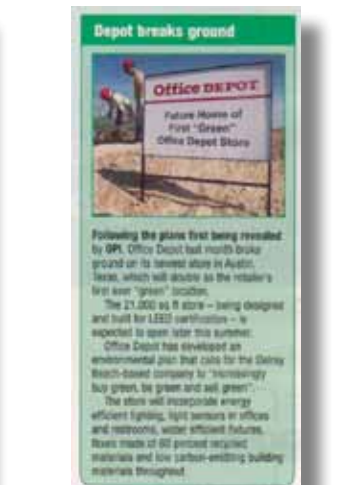 Depot breaks ground
Office DEPOT
Future Home of
First "Green"
Office Depot Store
Following the plans first being revealed
by OPI, Office Depot last month broke
ground on its newest store in Austin,
Texas, which will double as the retailer's
first ever "green" location.
The 21,000 sq ft store – being designed
and built for LEED certification – is
expected to open later this summer.
Office Depot has developed an
environmental plan that calls for the Delray
Beach-based company to "increasingly
buy green, be green and sell green".
The store will incorporate energy
efficient lighting, light sensors in offices
and restrooms, water efficient fixtures,
floors made of 60 percent recycled
materials and low carbon-emitting building
materials throughout.